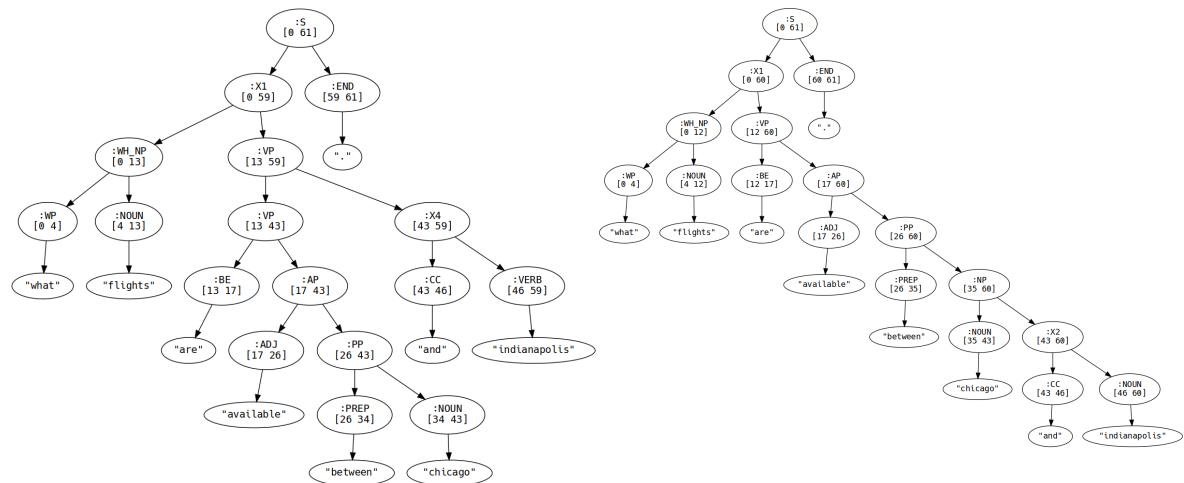 :S
[0 61]
:X1
[0 59]
:END
[59 61]
:WH_NP
[0 13]
:VP
[13 59]
"."
:WP
[0 4]
:NOUN
[4 13]
:VP
[13 43]
:X4
[43 59]
"what"
"flights"
:BE
[13 17]
:AP
[17 43]
:CC
[43 46]
:VERB
[46 59]
"are"
:ADJ
[17 26]
:PP
[26 43]
"and"
"indianapolis"
"available"
:PREP
[26 34]
:NOUN
[34 43]
"between"
"chicago"
:S
[0 61]
:X1
[0 60]
:END
[60 61]
:WH_NP
[0 12]
:VP
[12 60]
"."
:WP
[0 4]
:NOUN
[4 12]
:BE
[12 17]
:AP
[17 60]
"what"
"flights"
"are"
:ADJ
[17 26]
:PP
[26 60]
"available"
:PREP
[26 35]
:NP
[35 60]
"between"
:NOUN
[35 43]
:X2
[43 60]
"chicago"
:CC
[43 46]
:NOUN
[46 60]
"and"
"indianapolis"